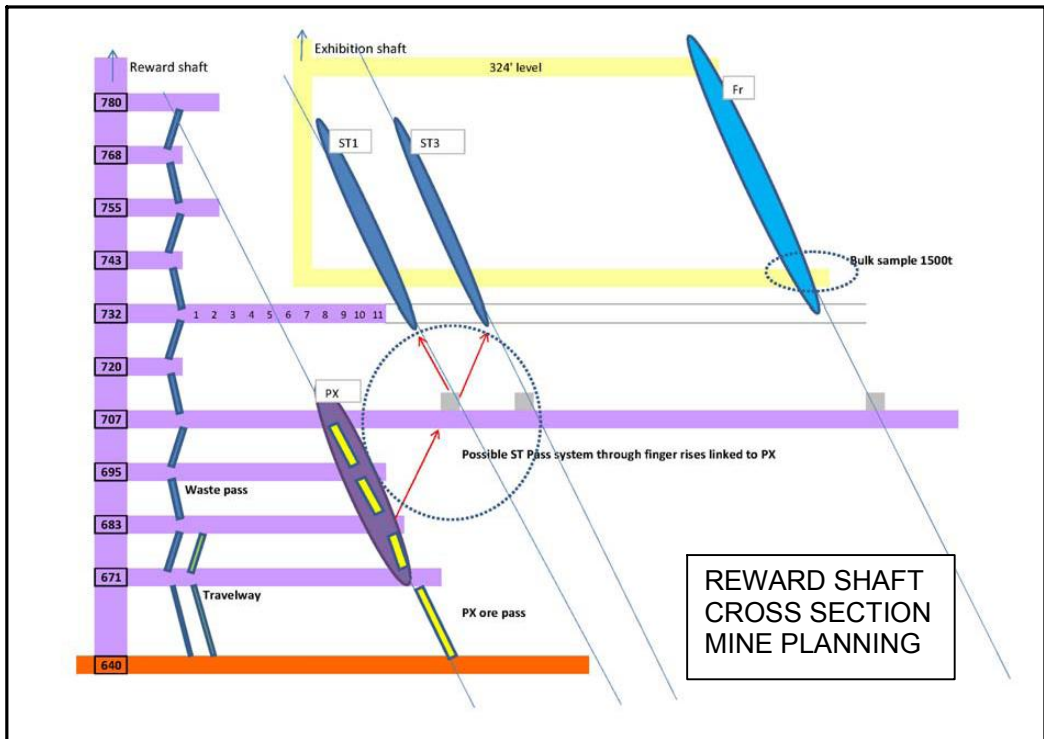 Exhibition shaft
Reward shaft
324' level
Fr
780
ST1
ST3
768
755
743
Bulk sample 1500t
732
1 2 3 4 5 6 7 8 9 10 11
720
PX
707
Possible ST Pass system through finger rises linked to PX
695
Waste pass
683
671
Travelway
PX ore pass
640
REWARD SHAFT
CROSS SECTION
MINE PLANNING